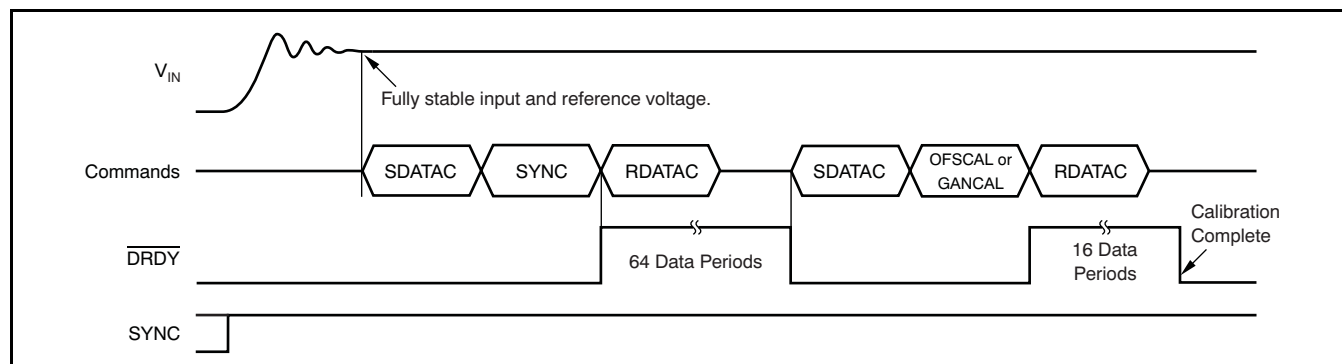 V_IN
Fully stable input and reference voltage.
Commands
SDATAC
SYNC
RDATAC
SDATAC
OFSCAL or
GANCAL
RDATAC
DRDY
64 Data Periods
16 Data
Periods
Calibration
Complete
SYNC